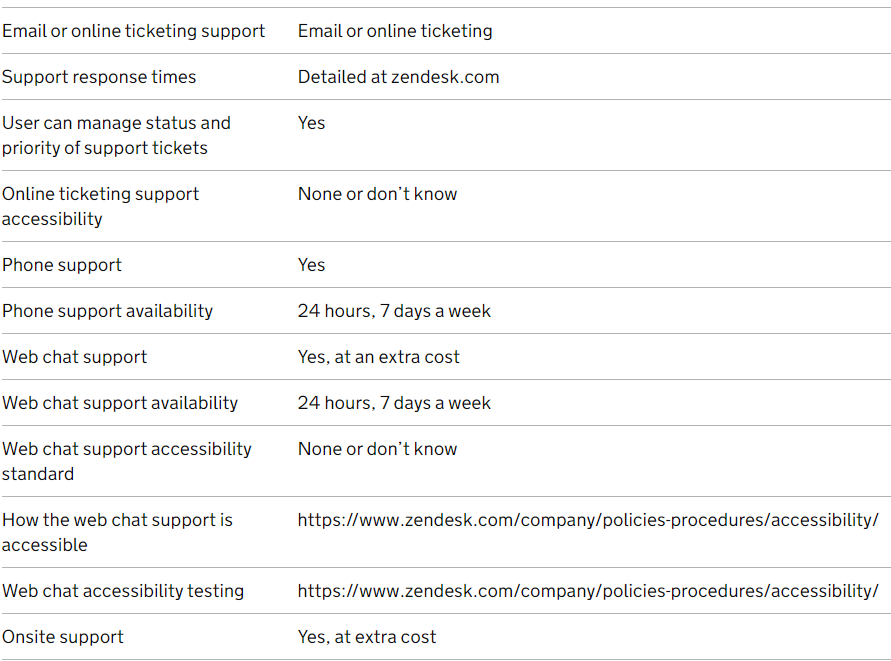 Email or online ticketing support Email or online ticketing
Support response times Detailed at zendesk.com
User can manage status and Yes
priority of support tickets
Online ticketing support None or don’t know
accessibility
Phone support Yes
Phone support availability 24 hours, 7 days a week
Web chat support Yes, at an extra cost
Web chat support availability 24 hours, 7 days a week
Web chat support accessibility None or don’t know
standard
How the web chat support is https://www.zendesk.com/company/policies-procedures/accessibility/
accessible
Web chat accessibility testing https://www.zendesk.com/company/policies-procedures/accessibility/
Onsite support Yes, at extra cost